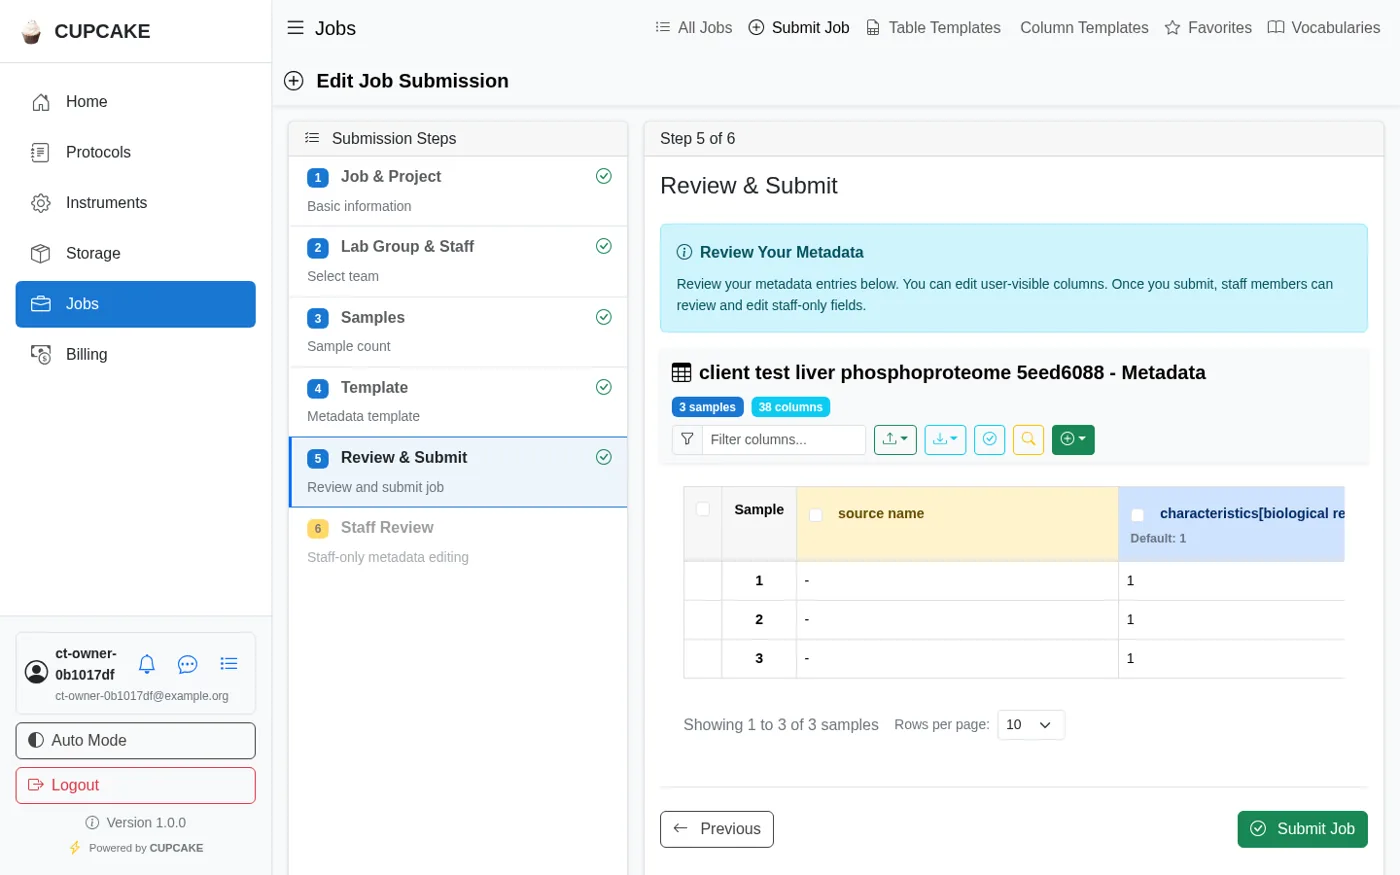 CUPCAKE
Home
Protocols
Instruments
Storage
Jobs
Billing
ct-owner-
0b1017df
ct-owner-0b1017df@example.org
Auto Mode
Logout
Version 1.0.0
Powered by CUPCAKE
Jobs
All Jobs
Submit Job
Table Templates
Column Templates
Favorites
Vocabularies
Edit Job Submission
Submission Steps
1 Job & Project
Basic information
2 Lab Group & Staff
Select team
3 Samples
Sample count
4 Template
Metadata template
5 Review & Submit
Review and submit job
6 Staff Review
Staff-only metadata editing
Step 5 of 6
Review & Submit
Review Your Metadata
Review your metadata entries below. You can edit user-visible columns. Once you submit, staff members can
review and edit staff-only fields.
client test liver phosphoproteome 5eed6088 - Metadata
3 samples 38 columns
Filter columns...
Sample source name characteristics[biological re
Default: 1
1 - 1
2 - 1
3 - 1
Showing 1 to 3 of 3 samples Rows per page: 10
Previous
Submit Job